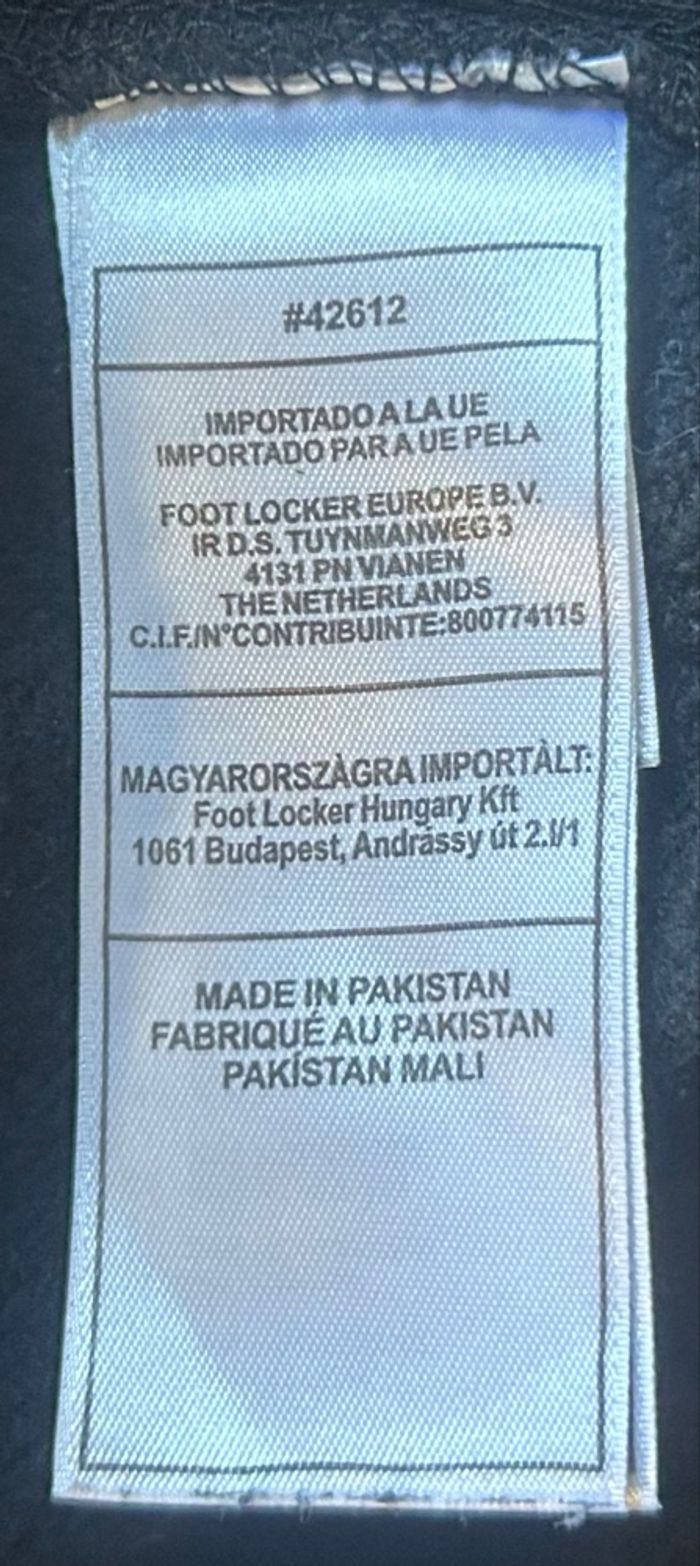 #42612
IMPORTADO A LA UE
IMPORTADO PAR A UE PELA
FOOT LOCKER EUROPE B.V.
IR D.S. TUYNMANWEG 3
4131 PN VIANEN
THE NETHERLANDS
C.I.F./N°CONTRIBUINTE:800774115
MAGYARORSZÀGRA IMPORTÀLT:
Foot Locker Hungary Kft
1061 Budapest, Andrássy út 2.I/1
MADE IN PAKISTAN
FABRIQUÉ AU PAKISTAN
PAKİSTAN MALI